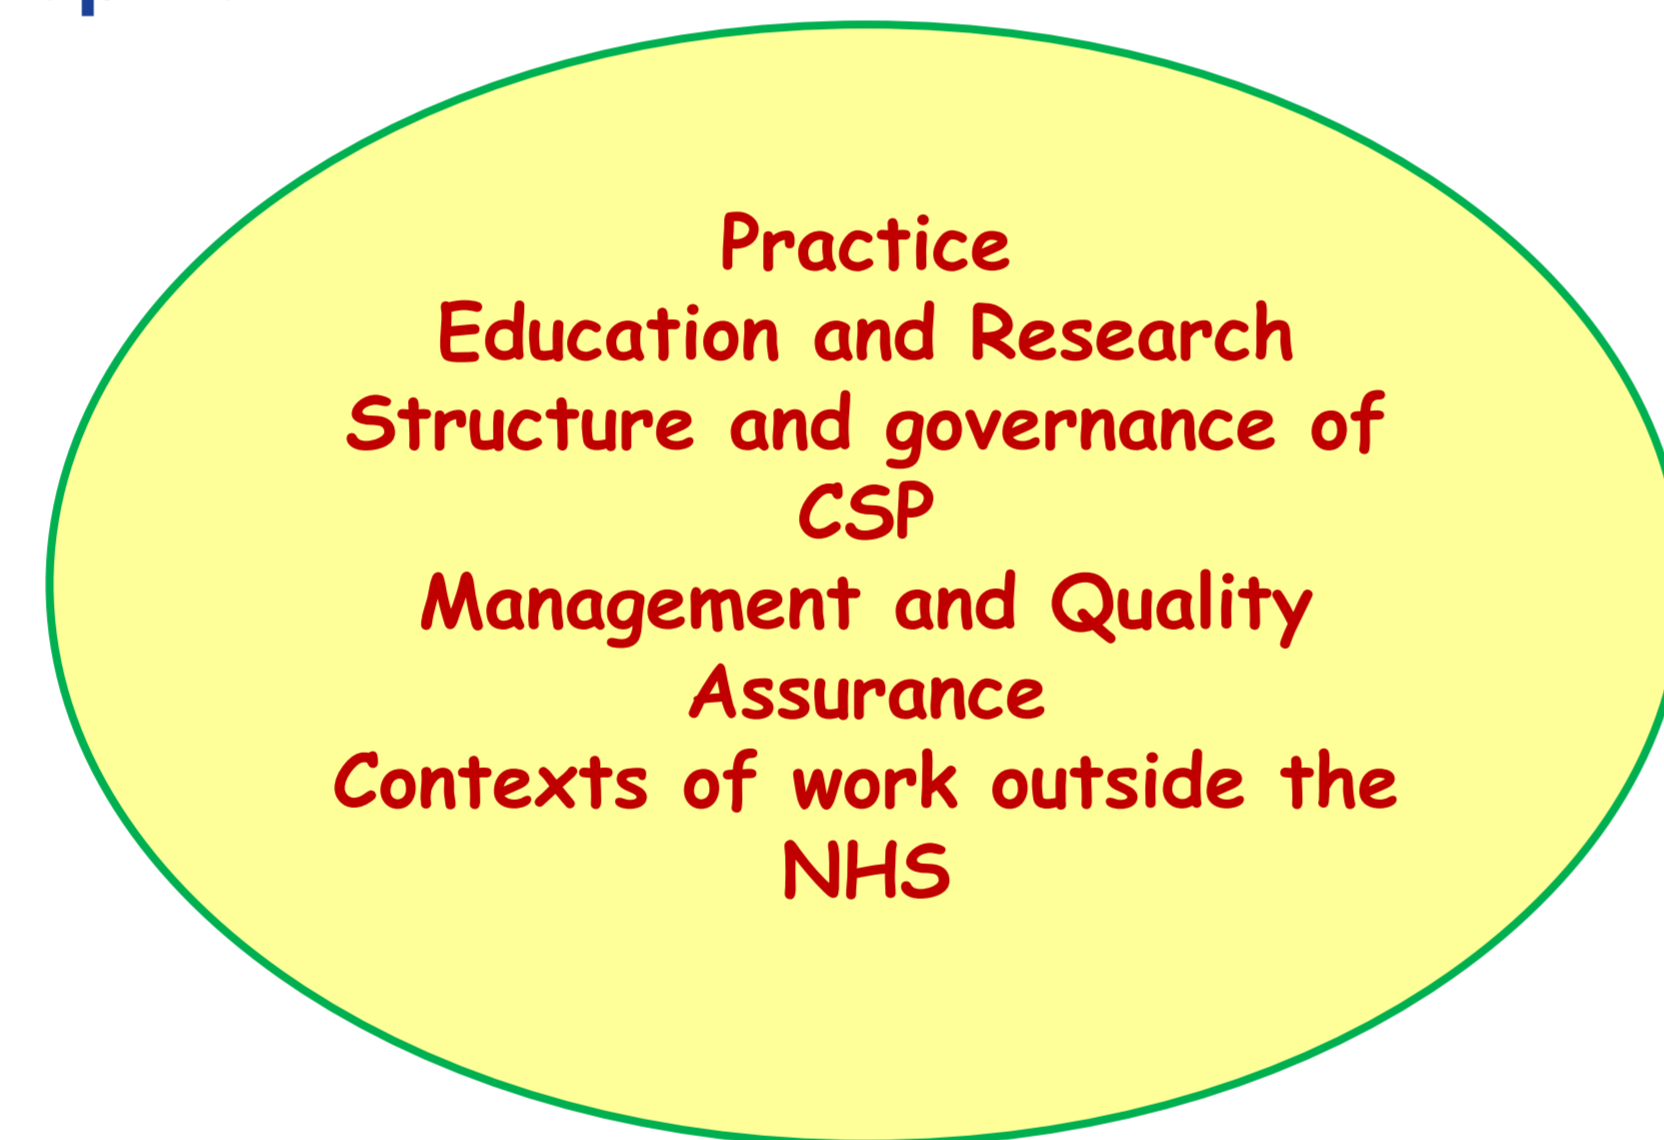 Practice
Education and Research
Structure and governance of
CSP
Management and Quality
Assurance
Contexts of work outside the
NHS